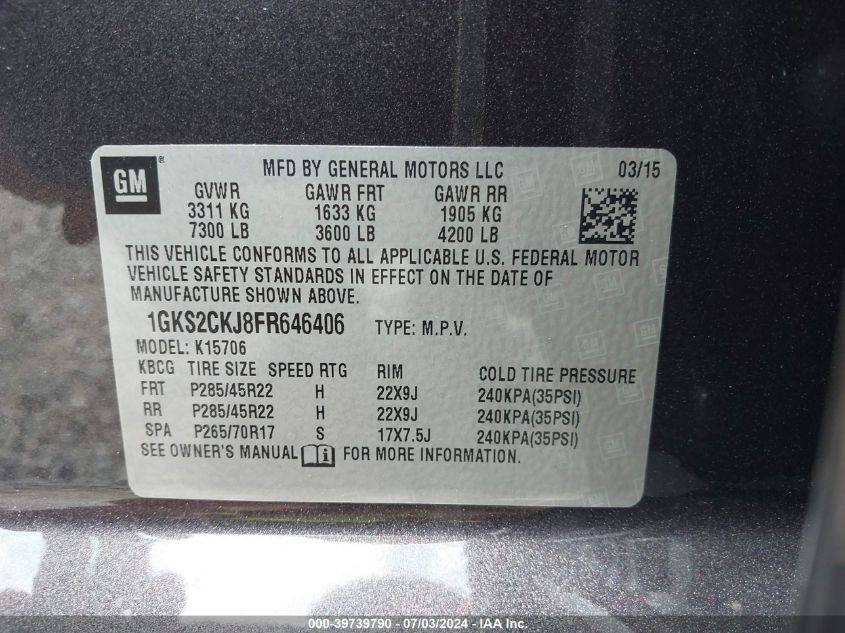 GM® MFD BY GENERAL MOTORS LLC 03/15
GVWR GAWR FRT GAWR RR
3311 KG 1633 KG 1905 KG
7300 LB 3600 LB 4200 LB
THIS VEHICLE CONFORMS TO ALL APPLICABLE U.S. FEDERAL MOTOR
VEHICLE SAFETY STANDARDS IN EFFECT ON THE DATE OF
MANUFACTURE SHOWN ABOVE.
1GKS2CKJ8FR646406 TYPE: M.P.V.
MODEL: K15706
KBCG TIRE SIZE SPEED RTG RIM COLD TIRE PRESSURE
FRT P285/45R22 H 22X9J 240KPA(35PSI)
RR P285/45R22 H 22X9J 240KPA(35PSI)
SPA P265/70R17 S 17X7.5J 240KPA(35PSI)
SEE OWNER'S MANUAL FOR MORE INFORMATION.
000-39739790 - 07/03/2024 - IAAI, Inc.